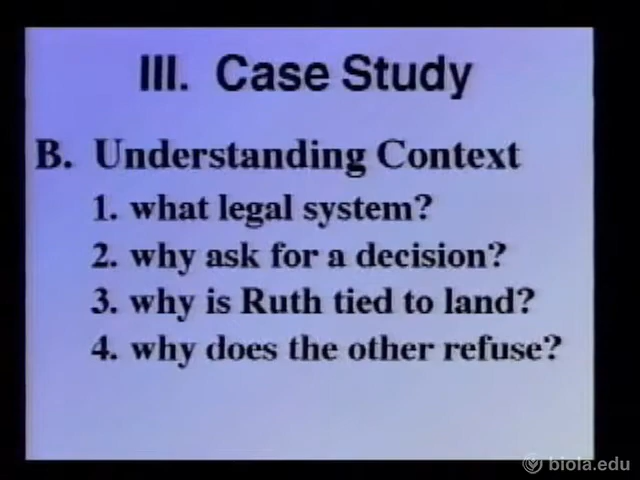 III. Case Study
B. Understanding Context
1. what legal system?
2. why ask for a decision?
3. why is Ruth tied to land?
4. why does the other refuse?
biola.edu